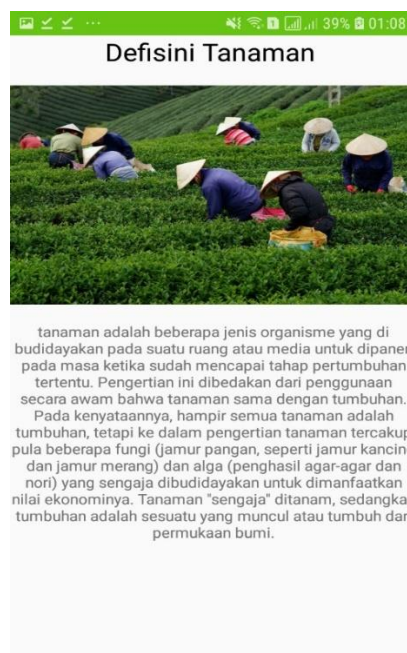 39% 01:08
Defisini Tanaman
tanaman adalah beberapa jenis organisme yang di
budidayakan pada suatu ruang atau media untuk dipanen
pada masa ketika sudah mencapai tahap pertumbuhan
tertentu. Pengertian ini dibedakan dari penggunaan
secara awam bahwa tanaman sama dengan tumbuhan.
Pada kenyataannya, hampir semua tanaman adalah
tumbuhan, tetapi ke dalam pengertian tanaman tercakup
pula beberapa fungi (jamur pangan, seperti jamur kancing
dan jamur merang) dan alga (penghasil agar-agar dan
nori) yang sengaja dibudidayakan untuk dimanfaatkan
nilai ekonominya. Tanaman "sengaja" ditanam, sedangkan
tumbuhan adalah sesuatu yang muncul atau tumbuh dari
permukaan bumi.